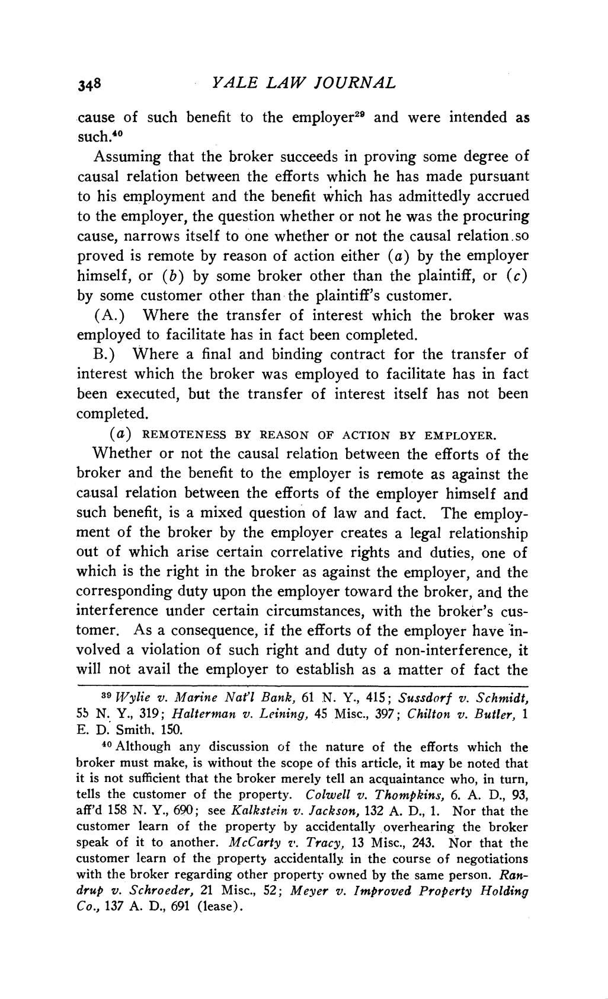 348 YALE LAW JOURNAL
cause of such benefit to the employer²⁹ and were intended as
such.⁴⁰
Assuming that the broker succeeds in proving some degree of
causal relation between the efforts which he has made pursuant
to his employment and the benefit which has admittedly accrued
to the employer, the question whether or not he was the procuring
cause, narrows itself to one whether or not the causal relation so
proved is remote by reason of action either (a) by the employer
himself, or (b) by some broker other than the plaintiff, or (c)
by some customer other than the plaintiff's customer.
(A.) Where the transfer of interest which the broker was
employed to facilitate has in fact been completed.
B.) Where a final and binding contract for the transfer of
interest which the broker was employed to facilitate has in fact
been executed, but the transfer of interest itself has not been
completed.
(a) REMOTENESS BY REASON OF ACTION BY EMPLOYER.
Whether or not the causal relation between the efforts of the
broker and the benefit to the employer is remote as against the
causal relation between the efforts of the employer himself and
such benefit, is a mixed question of law and fact. The employ-
ment of the broker by the employer creates a legal relationship
out of which arise certain correlative rights and duties, one of
which is the right in the broker as against the employer, and the
corresponding duty upon the employer toward the broker, and the
interference under certain circumstances, with the broker's cus-
tomer. As a consequence, if the efforts of the employer have in-
volved a violation of such right and duty of non-interference, it
will not avail the employer to establish as a matter of fact the
³⁹ Wylie v. Marine Nat'l Bank, 61 N. Y., 415; Sussdorf v. Schmidt,
55 N. Y., 319; Halterman v. Leining, 45 Misc., 397; Chilton v. Butler, 1
E. D. Smith, 150.
⁴⁰ Although any discussion of the nature of the efforts which the
broker must make, is without the scope of this article, it may be noted that
it is not sufficient that the broker merely tell an acquaintance who, in turn,
tells the customer of the property. Colwell v. Thompkins, 6. A. D., 93,
aff'd 158 N. Y., 690; see Kalkstein v. Jackson, 132 A. D., 1. Nor that the
customer learn of the property by accidentally overhearing the broker
speak of it to another. McCarty v. Tracy, 13 Misc., 243. Nor that the
customer learn of the property accidentally in the course of negotiations
with the broker regarding other property owned by the same person. Ran-
drup v. Schroeder, 21 Misc., 52; Meyer v. Improved Property Holding
Co., 137 A. D., 691 (lease).